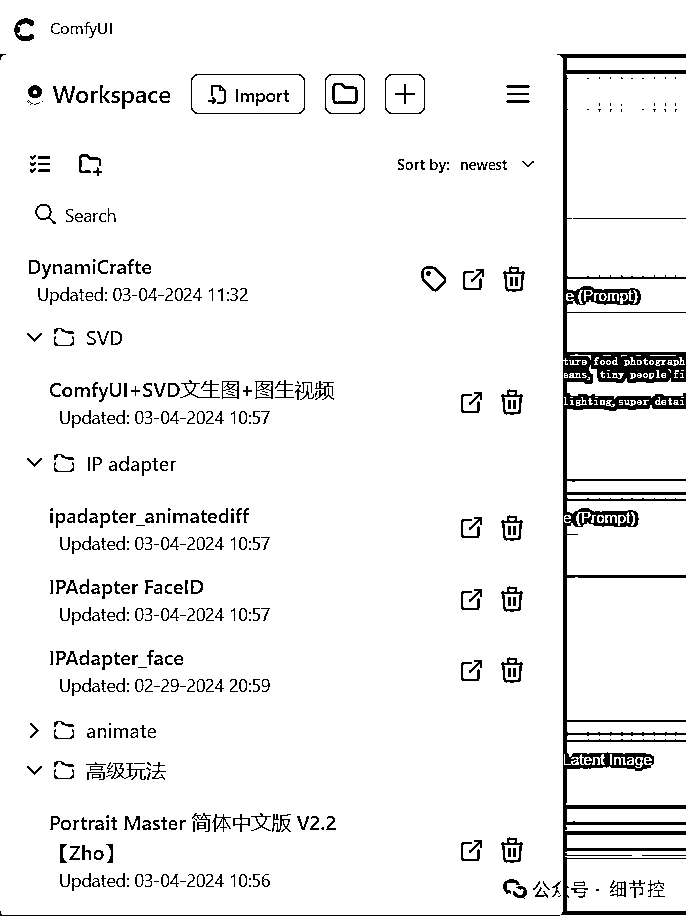 ComfyUI
Workspace Import
Sort by: newest
Search
DynamiCrafte
Updated: 03-04-2024 11:32
SVD
ComfyUI+SVD文生图+图生视频
Updated: 03-04-2024 10:57
IP adapter
ipadapter_animatediff
Updated: 03-04-2024 10:57
IPAdapter FaceID
Updated: 03-04-2024 10:57
IPAdapter_face
Updated: 02-29-2024 20:59
animate
高级玩法
Portrait Master 简体中文版 V2.2
【Zho】
Updated: 03-04-2024 10:56
e (Prompt)
ture food photograph
eans, tiny people fi
lighting,super detai
e (Prompt)
Latent Image
公众号 · 细节控